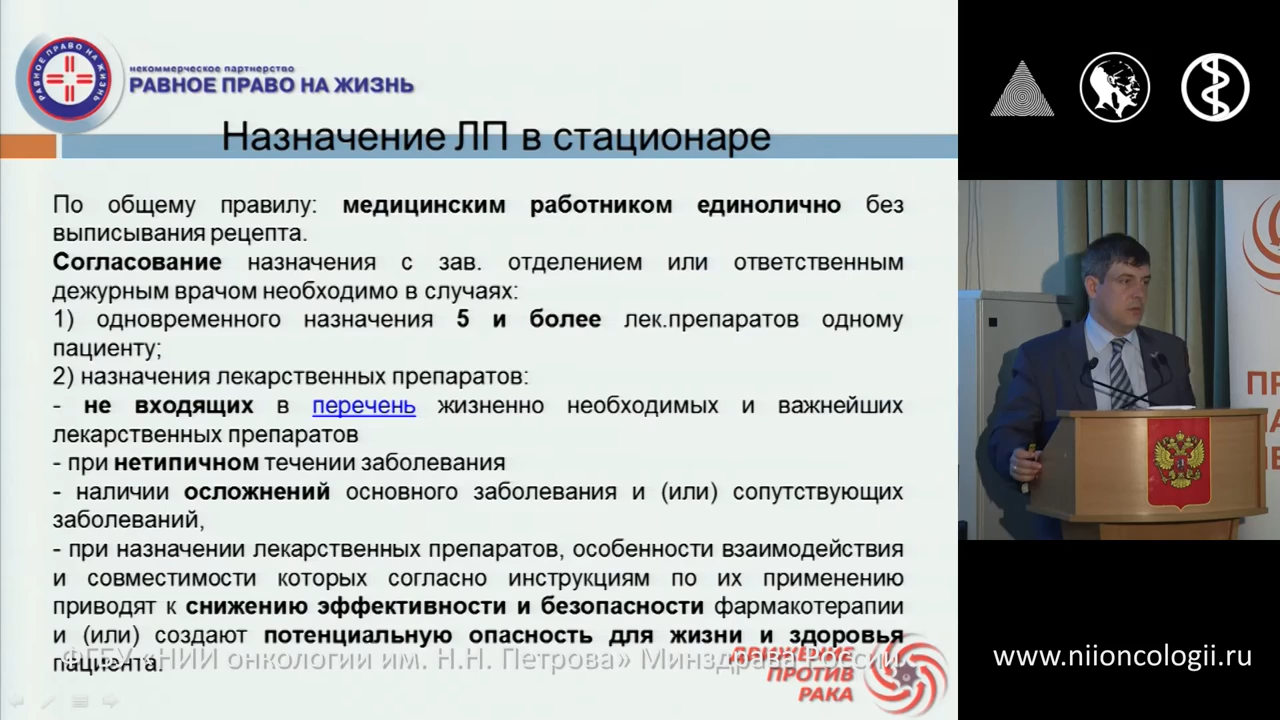 РАВНОЕ ПРАВО НА ЖИЗНЬ
некоммерческое партнерство
РАВНОЕ ПРАВО НА ЖИЗНЬ
Назначение ЛП в стационаре
По общему правилу: медицинским работником единолично без
выписывания рецепта.
Согласование назначения с зав. отделением или ответственным
дежурным врачом необходимо в случаях:
1) одновременного назначения 5 и более лек.препаратов одному
пациенту;
2) назначения лекарственных препаратов:
- не входящих в перечень жизненно необходимых и важнейших
лекарственных препаратов
- при нетипичном течении заболевания
- наличии осложнений основного заболевания и (или) сопутствующих
заболеваний,
- при назначении лекарственных препаратов, особенности взаимодействия
и совместимости которых согласно инструкциям по их применению
приводят к снижению эффективности и безопасности фармакотерапии
и (или) создают потенциальную опасность для жизни и здоровья
пациента.
ФГБУ «НИИ онкологии им. Н.Н. Петрова» Минздрава России
ДВИЖЕНИЕ
ПРОТИВ
РАКА
www.niioncologii.ru